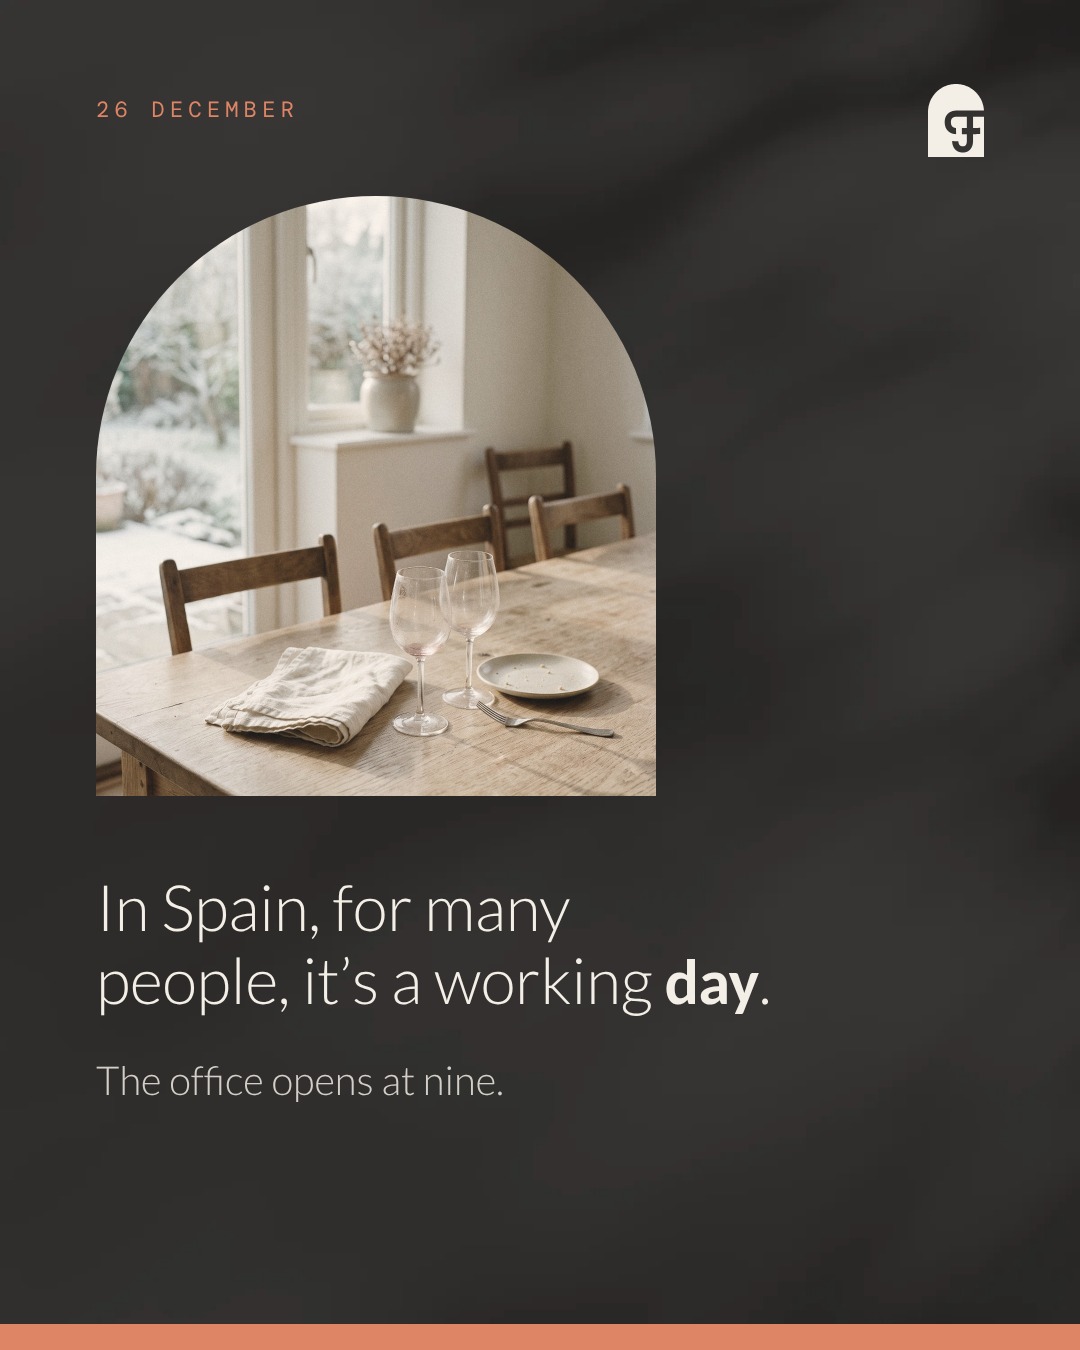 26 DECEMBER
In Spain, for many
people, it’s a working day.
The office opens at nine.